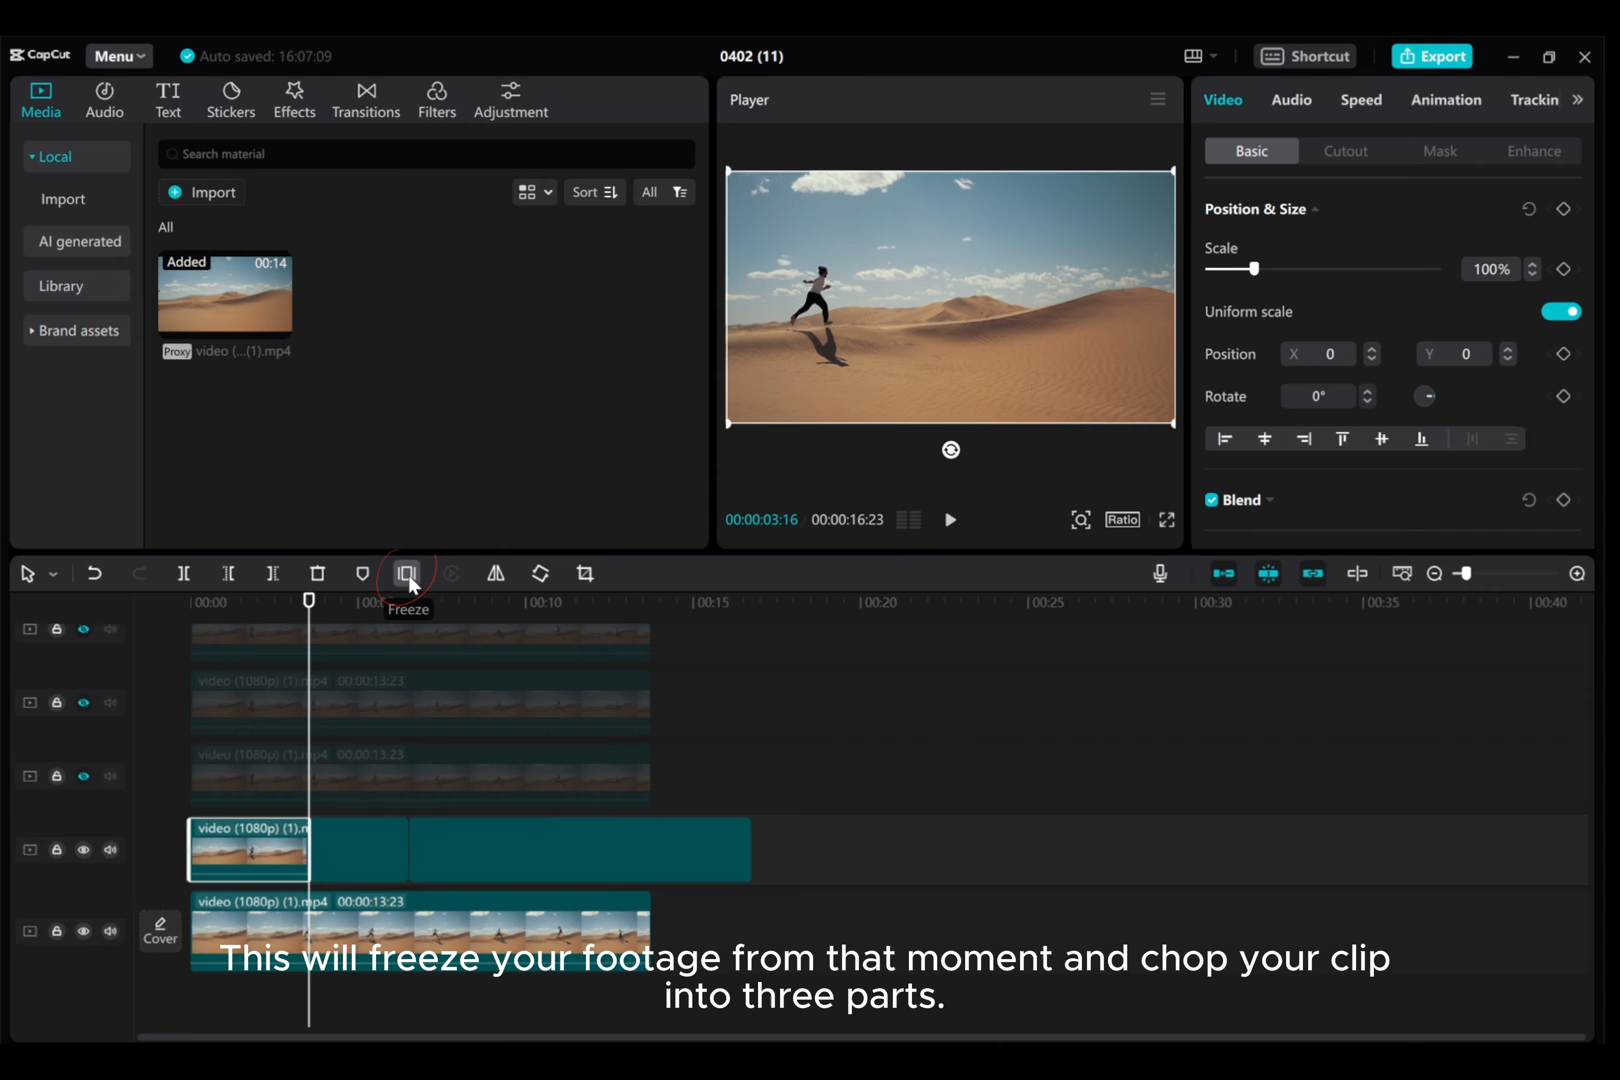 CapCut
Menu
Auto saved: 16:07:09
0402 (11)
Shortcut
Export
Media
Audio
Text
Stickers
Effects
Transitions
Filters
Adjustment
Player
Video
Audio
Speed
Animation
Trackin
Local
Import
AI generated
Library
Brand assets
Search material
Import
Sort
All
All
Added
00:14
Proxy video (...(1).mp4
Basic
Cutout
Mask
Enhance
Position & Size
Scale
100%
Uniform scale
Position
X 0
Y 0
Rotate
0°
Blend
00:00:03:16
00:00:16:23
Ratio
Freeze
00:00
00:10
00:15
00:20
00:25
00:30
00:35
00:40
video (1080p) (1).mp4 00:00:13:23
video (1080p) (1).mp4 00:00:13:23
video (1080p) (1).m
video (1080p) (1).mp4 00:00:13:23
Cover
This will freeze your footage from that moment and chop your clip
into three parts.